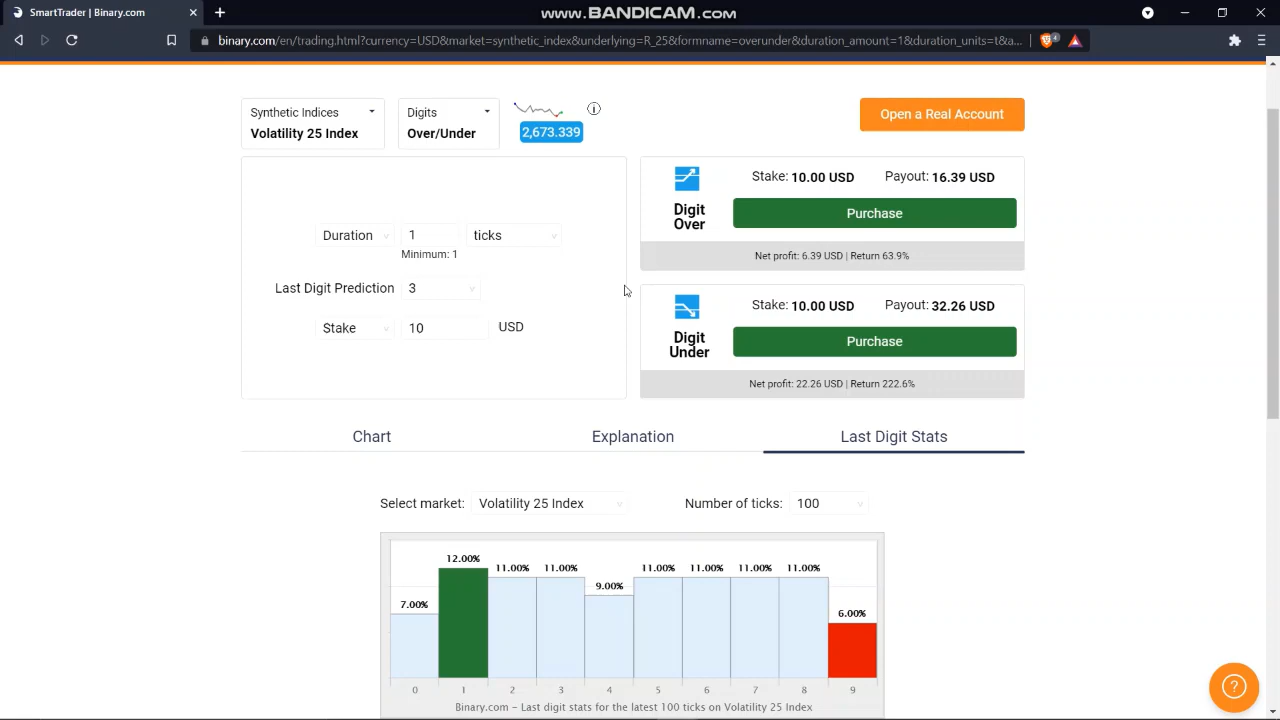 SmartTrader | Binary.com
www.BANDICAM.com
binary.com/en/trading.html?currency=USD&market=synthetic_index&underlying=R_25&formname=overunder&duration_amount=1&duration_units=t&a...
4
Synthetic Indices
Volatility 25 Index
Digits
Over/Under
2,673.339
Open a Real Account
Duration 1 ticks
Minimum: 1
Last Digit Prediction 3
Stake 10 USD
Digit Over
Stake: 10.00 USD Payout: 16.39 USD
Purchase
Net profit: 6.39 USD | Return 63.9%
Digit Under
Stake: 10.00 USD Payout: 32.26 USD
Purchase
Net profit: 22.26 USD | Return 222.6%
Chart Explanation Last Digit Stats
Select market: Volatility 25 Index Number of ticks: 100
7.00% 12.00% 11.00% 11.00% 9.00% 11.00% 11.00% 11.00% 11.00% 6.00%
0 1 2 3 4 5 6 7 8 9
Binary.com – Last digit stats for the latest 100 ticks on Volatility 25 Index